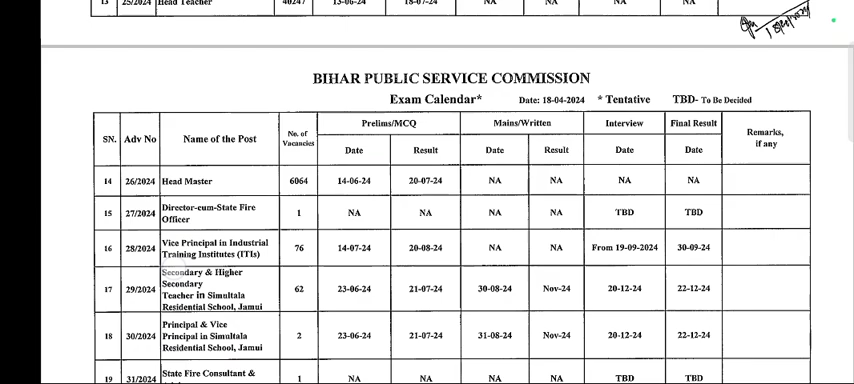 13 25/2024 Head Teacher 40247 13-06-24 18-07-24 NA NA NA NA
BIHAR PUBLIC SERVICE COMMISSION
Exam Calendar* Date: 18-04-2024 * Tentative TBD- To Be Decided
SN. Adv No Name of the Post No. of Vacancies Prelims/MCQ Mains/Written Interview Final Result Remarks, if any
Date Result Date Result Date Date
14 26/2024 Head Master 6064 14-06-24 20-07-24 NA NA NA NA
15 27/2024 Director-cum-State Fire Officer 1 NA NA NA NA TBD TBD
16 28/2024 Vice Principal in Industrial Training Institutes (ITIs) 76 14-07-24 20-08-24 NA NA From 19-09-2024 30-09-24
17 29/2024 Secondary & Higher Secondary Teacher in Simultala Residential School, Jamui 62 23-06-24 21-07-24 30-08-24 Nov-24 20-12-24 22-12-24
18 30/2024 Principal & Vice Principal in Simultala Residential School, Jamui 2 23-06-24 21-07-24 31-08-24 Nov-24 20-12-24 22-12-24
19 31/2024 State Fire Consultant & 1 NA NA NA NA TBD TBD